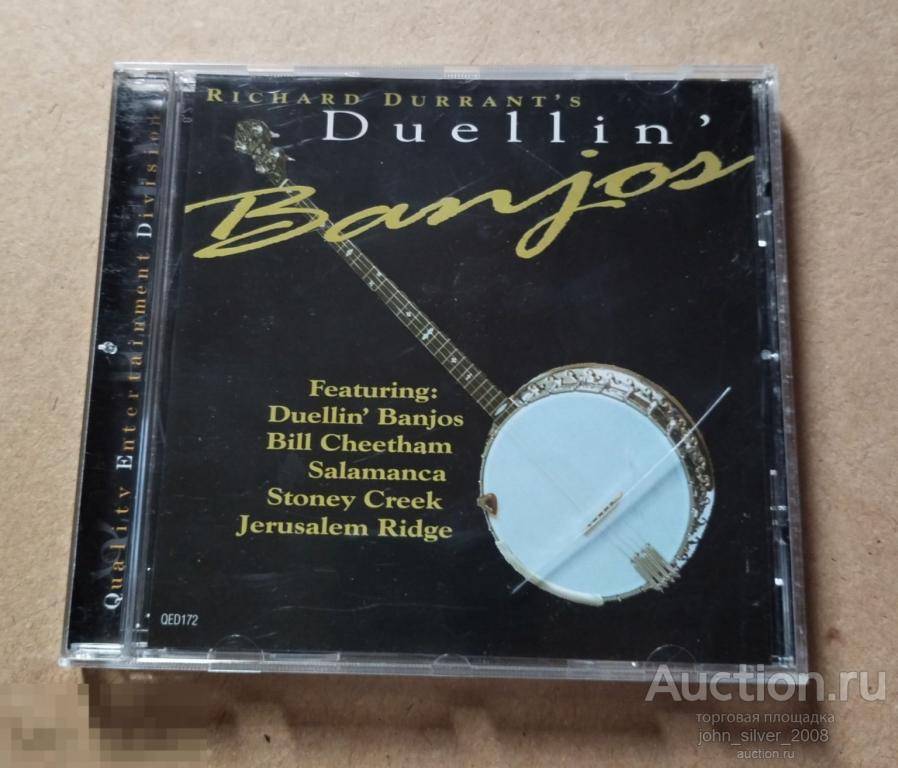 RICHARD DURRANT'S
Duellin'
Banjos
Featuring:
Duellin' Banjos
Bill Cheetham
Salamanca
Stoney Creek
Jerusalem Ridge
QED172
Quality Entertainment Division
Auction.ru
торговая площадка
john_silver_2008
auction.ru